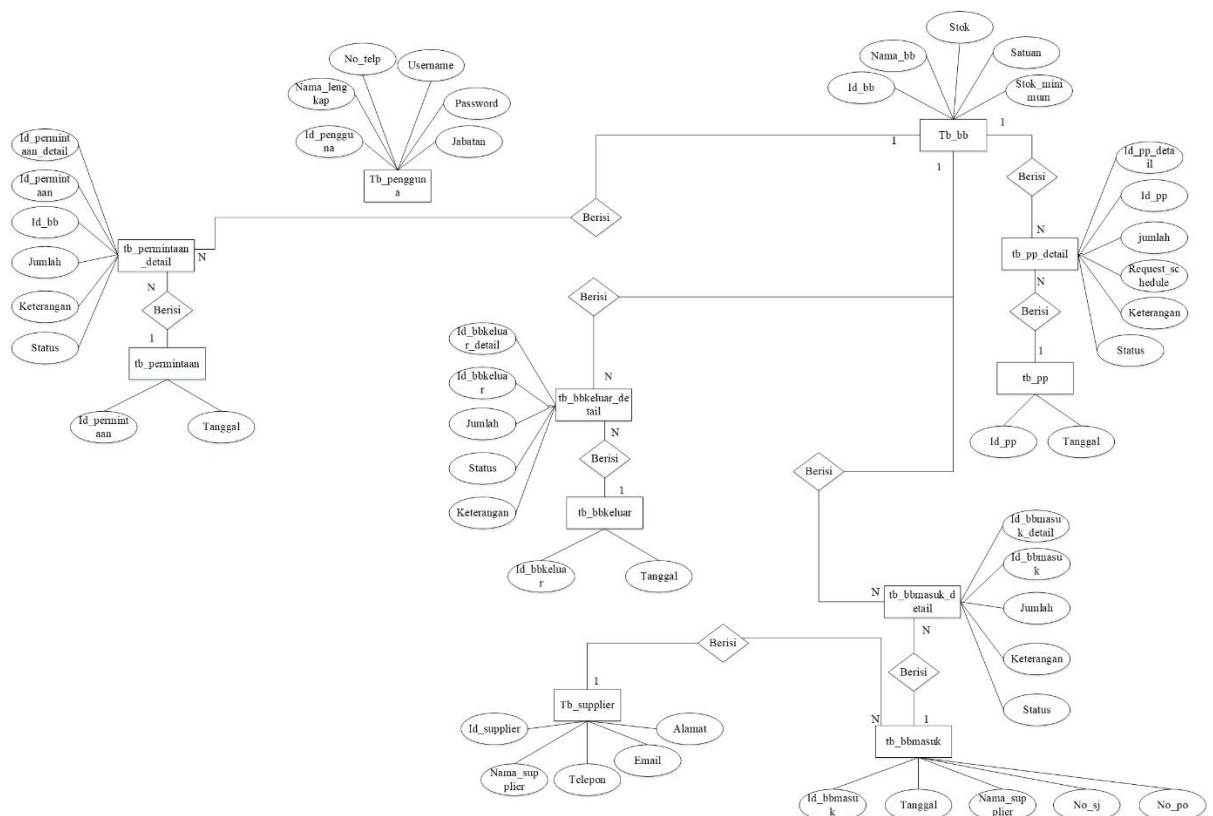 No_telp
Username
Nama_leng
kap
Password
Id_penggu
na
Jabatan
Tb_penggun
a
Stok
Nama_bb
Satuan
Id_bb
Stok_mini
mum
Tb_bb
1
1
1
Berisi
N
Id_pp_deta
il
Id_pp
jumlah
Request_sc
hedule
Keterangan
Status
tb_pp_detail
N
Berisi
1
tb_pp
Id_pp
Tanggal
Id_permint
aan_detail
Id_permint
aan
Id_bb
Jumlah
Keterangan
Status
tb_permintaan
_detail
N
Berisi
N
Berisi
1
tb_permintaan
Id_permint
aan
Tanggal
Berisi
N
Id_bbkelua
r_detail
Id_bbkelua
r
Jumlah
Status
Keterangan
tb_bbkeluar_de
tail
N
Berisi
1
tb_bbkeluar
Id_bbkelua
r
Tanggal
Berisi
N
tb_bbmasuk_d
etail
Id_bbmasu
k_detail
Id_bbmasu
k
Jumlah
Keterangan
Status
N
Berisi
1
Berisi
1
N
Tb_supplier
Id_supplier
Nama_sup
plier
Telepon
Email
Alamat
tb_bbmasuk
Id_bbmasu
k
Tanggal
Nama_sup
plier
No_sj
No_po